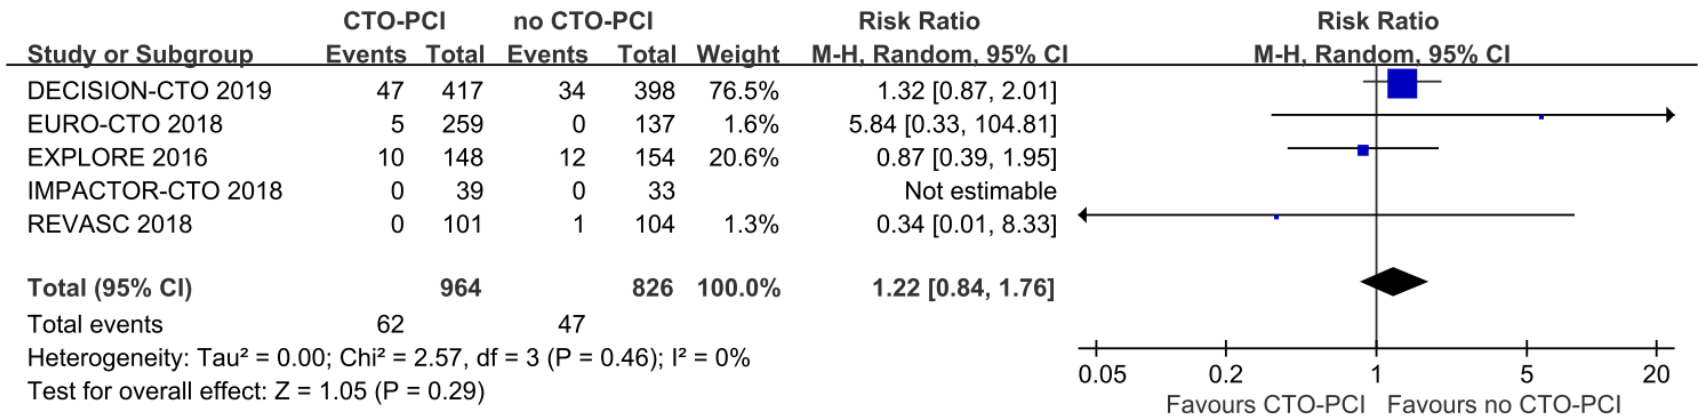 CTO-PCI no CTO-PCI Risk Ratio Risk Ratio
Study or Subgroup Events Total Events Total Weight M-H, Random, 95% CI M-H, Random, 95% CI
DECISION-CTO 2019 47 417 34 398 76.5% 1.32 [0.87, 2.01]
EURO-CTO 2018 5 259 0 137 1.6% 5.84 [0.33, 104.81]
EXPLORE 2016 10 148 12 154 20.6% 0.87 [0.39, 1.95]
IMPACTOR-CTO 2018 0 39 0 33 Not estimable
REVASC 2018 0 101 1 104 1.3% 0.34 [0.01, 8.33]
Total (95% CI) 964 826 100.0% 1.22 [0.84, 1.76]
Total events 62 47
Heterogeneity: Tau² = 0.00; Chi² = 2.57, df = 3 (P = 0.46); I² = 0%
Test for overall effect: Z = 1.05 (P = 0.29)
0.05 0.2 1 5 20
Favours CTO-PCI Favours no CTO-PCI